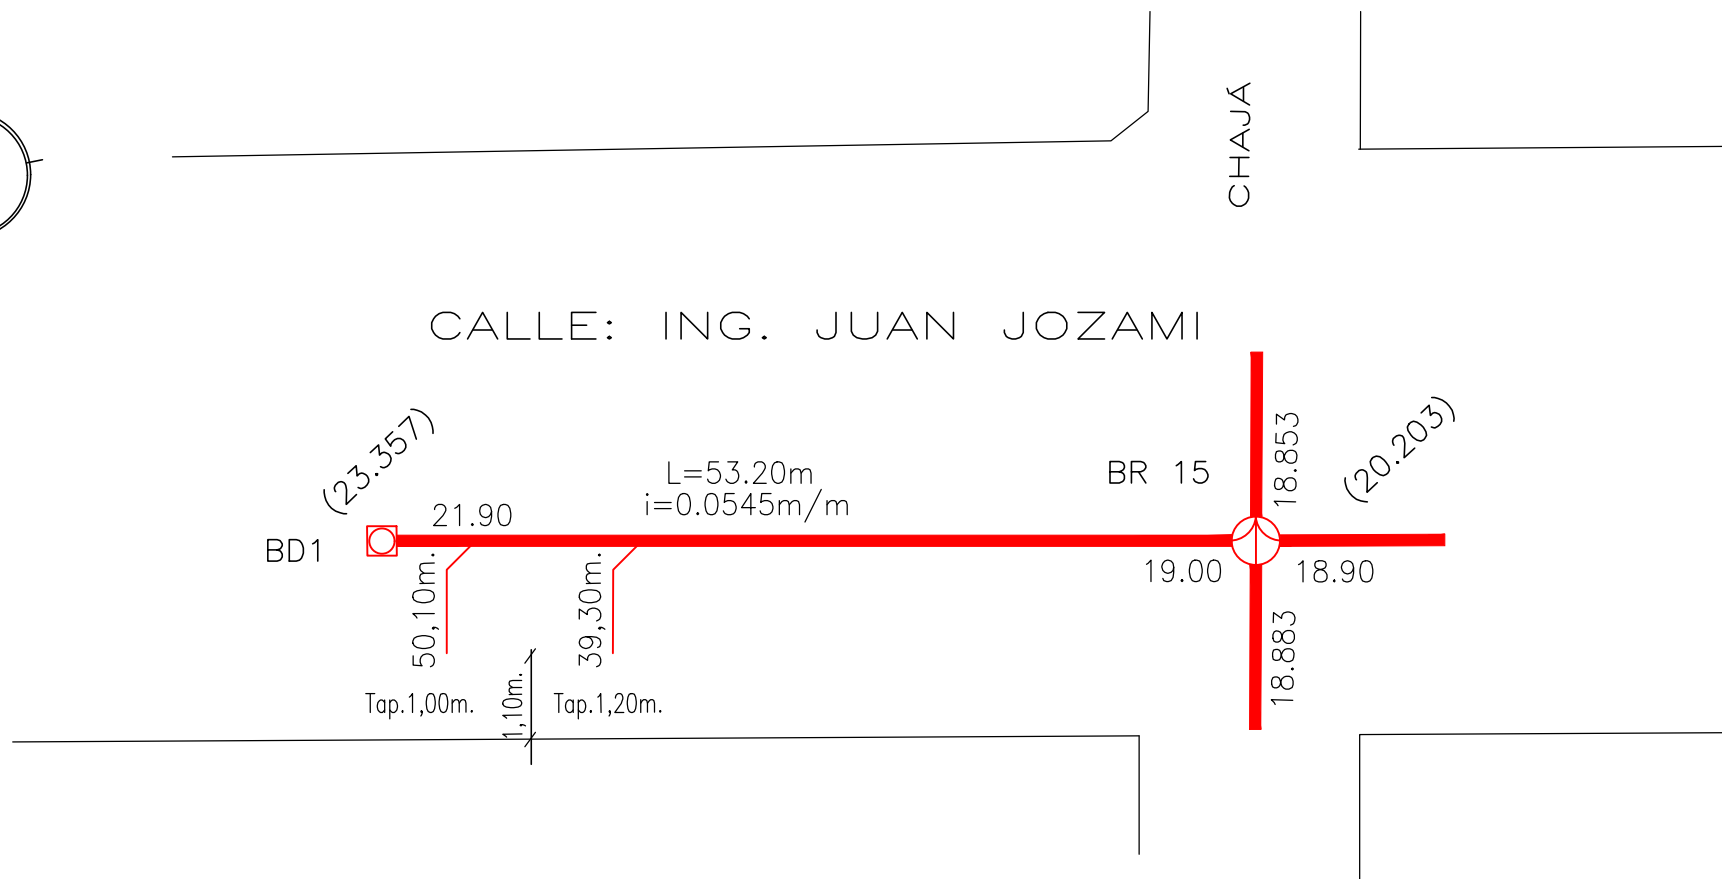 CHAJÁ
CALLE: ING. JUAN JOZAMI
(23.357)
L=53.20m
i=0.0545m/m
BR 15
18.853
(20.203)
21.90
BD1
19.00
18.90
50,10m.
39,30m.
18.883
Tap.1,00m.
1,10m.
Tap.1,20m.